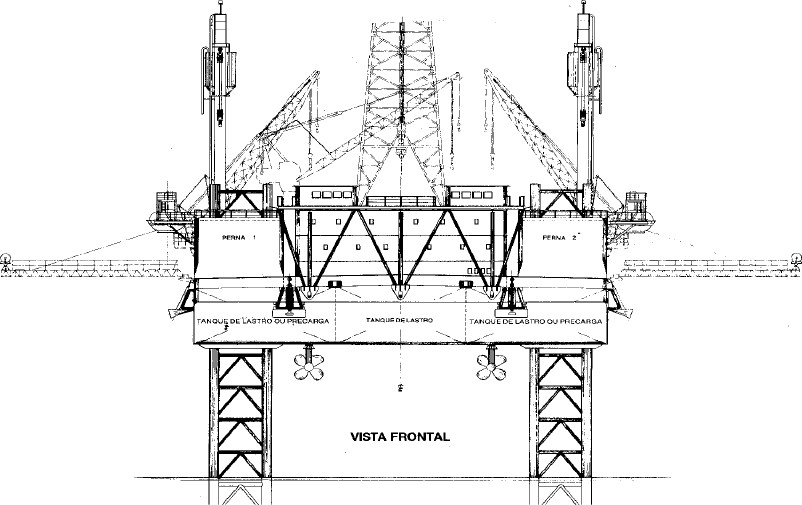 PERNA 1
PERNA 2
TANQUE DE LASTRO OU PRECARGA
TANQUE DE LASTRO
TANQUE DE LASTRO OU PRECARGA
VISTA FRONTAL